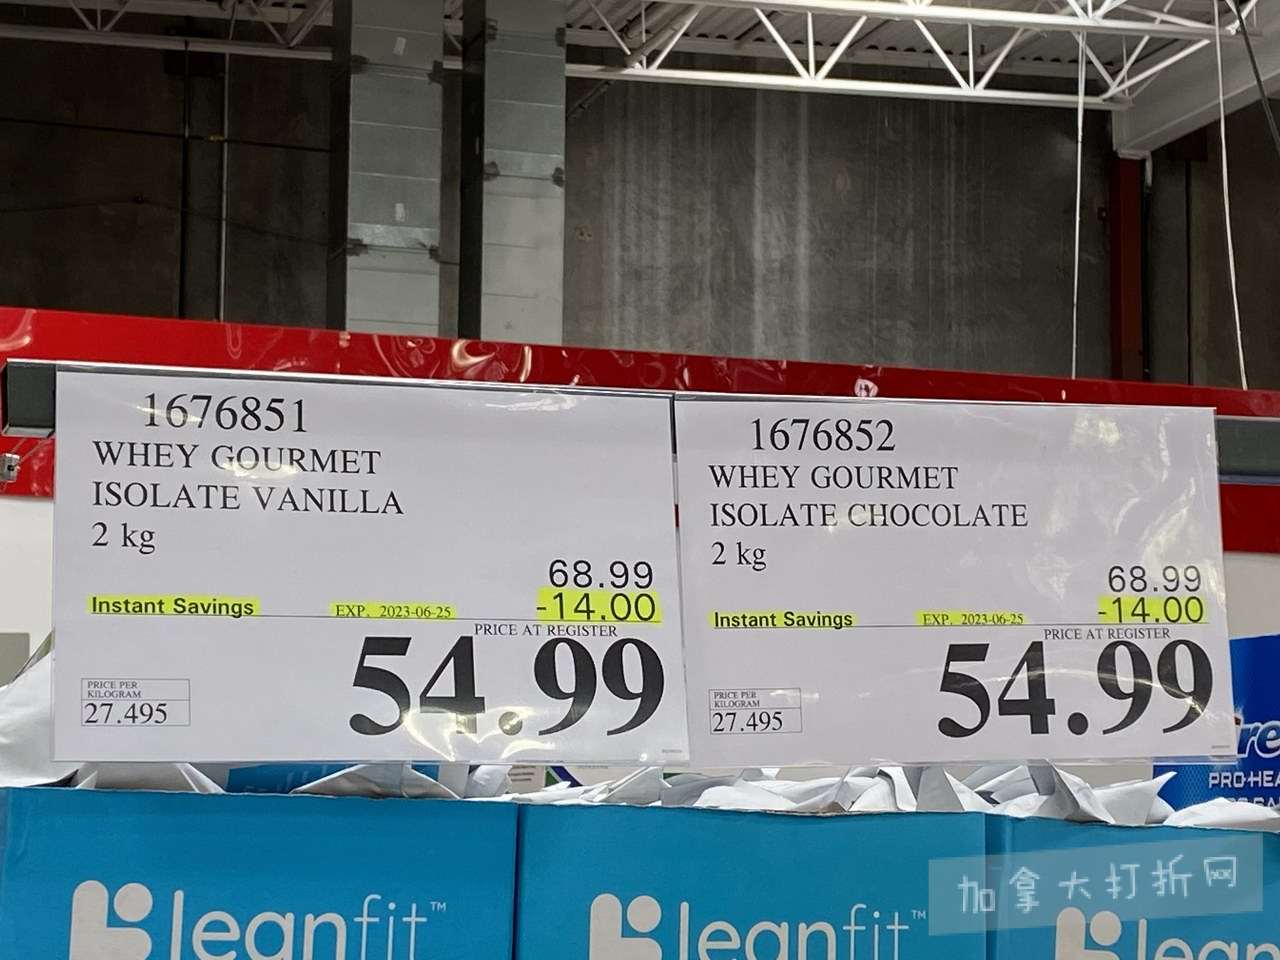 1676851
WHEY GOURMET
ISOLATE VANILLA
2 kg
68.99
Instant Savings EXP. 2023-06-25 -14.00
PRICE AT REGISTER
54.99
PRICE PER
KILOGRAM
27.495
1676852
WHEY GOURMET
ISOLATE CHOCOLATE
2 kg
68.99
Instant Savings EXP. 2023-06-25 -14.00
PRICE AT REGISTER
54.99
PRICE PER
KILOGRAM
27.495
PRO-HEA
leanfit™
leanfit™
lean
加拿大打折网